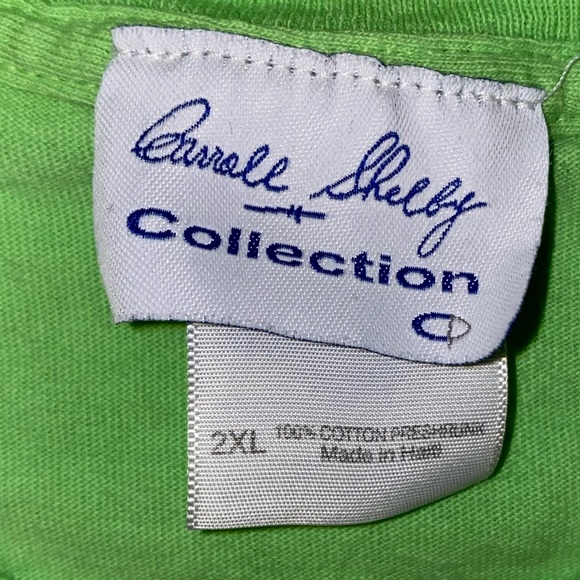 Carroll Shelby
Collection
2XL 100% COTTON PRESHRUNK
Made in Haiti